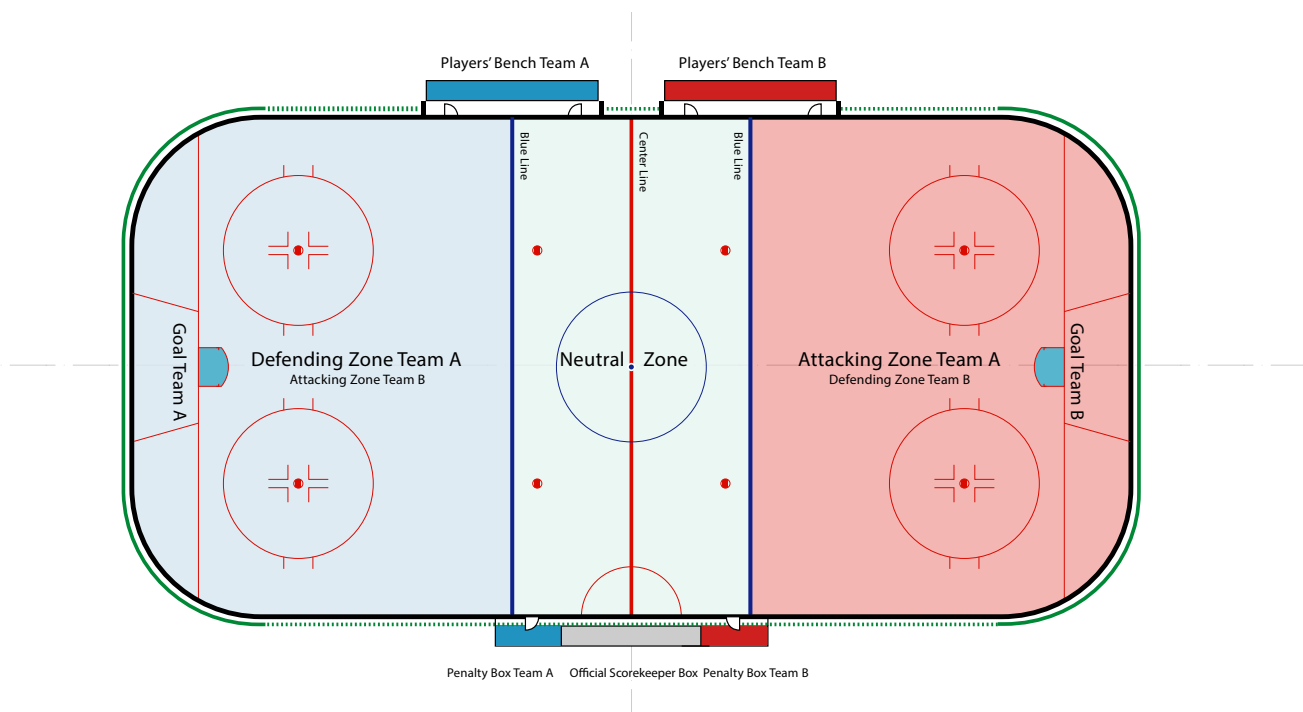 Players’ Bench Team A
Players’ Bench Team B
Blue Line
Center Line
Blue Line
Goal Team A
Defending Zone Team A
Attacking Zone Team B
Neutral Zone
Attacking Zone Team A
Defending Zone Team B
Goal Team B
Penalty Box Team A
Official Scorekeeper Box
Penalty Box Team B